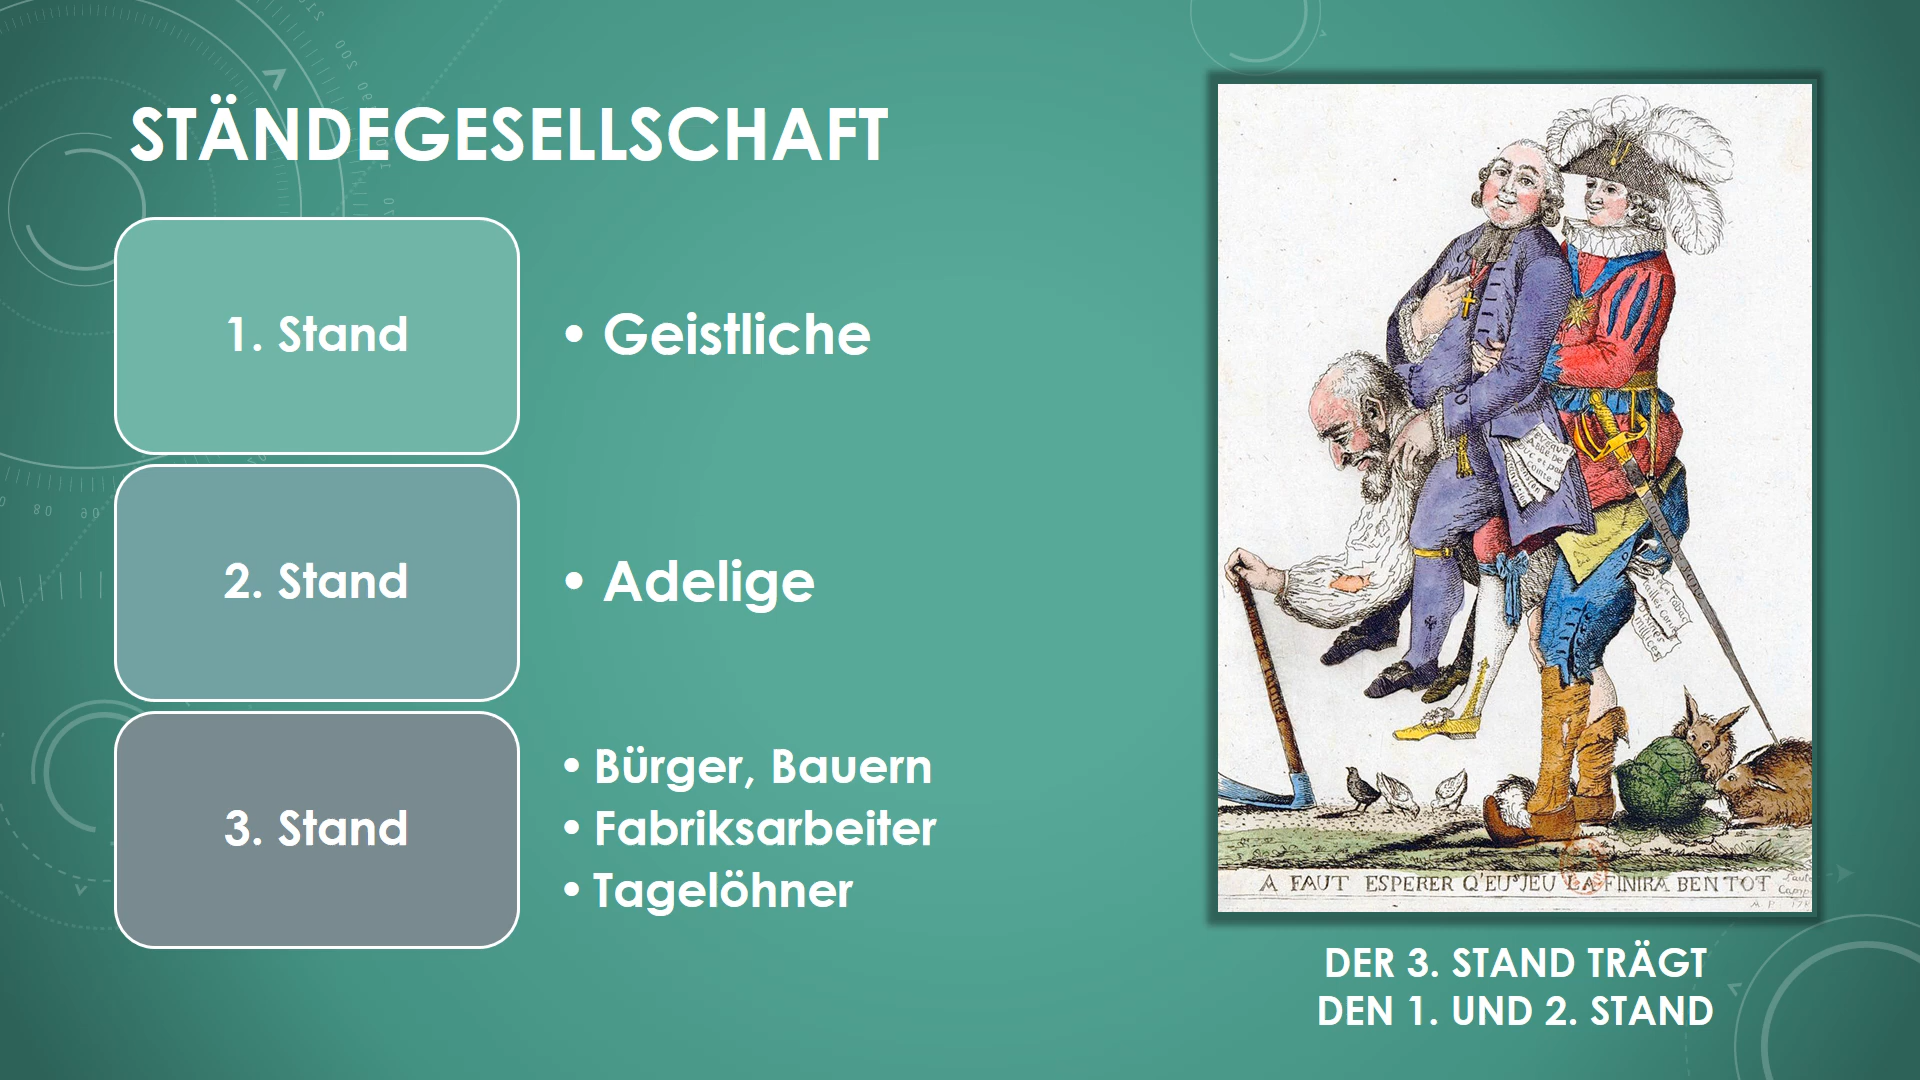 STÄNDEGESELLSCHAFT
1. Stand
• Geistliche
2. Stand
• Adelige
3. Stand
• Bürger, Bauern
• Fabriksarbeiter
• Tagelöhner
A FAUT ESPERER Q'EU SJEU LA FINIRA BEN TOT
DER 3. STAND TRÄGT
DEN 1. UND 2. STAND